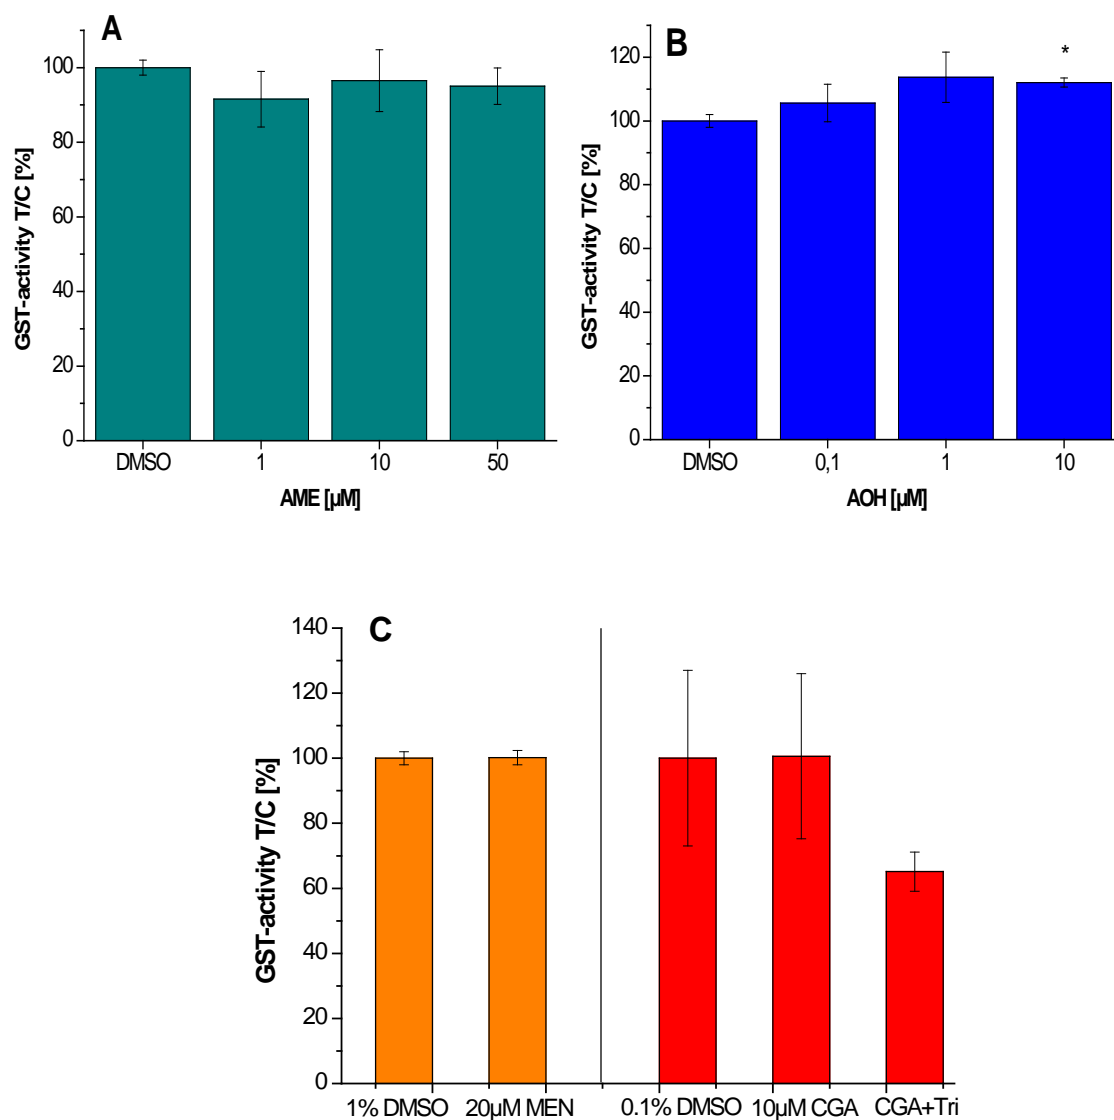 A
GST-activity T/C [%]
100
80
60
40
20
0
DMSO 1 10 50
AME [µM]
B
*
GST-activity T/C [%]
120
100
80
60
40
20
0
DMSO 0,1 1 10
AOH [µM]
C
GST-activity T/C [%]
140
120
100
80
60
40
20
0
1% DMSO 20µM MEN 0.1% DMSO 10µM CGA CGA+Tri